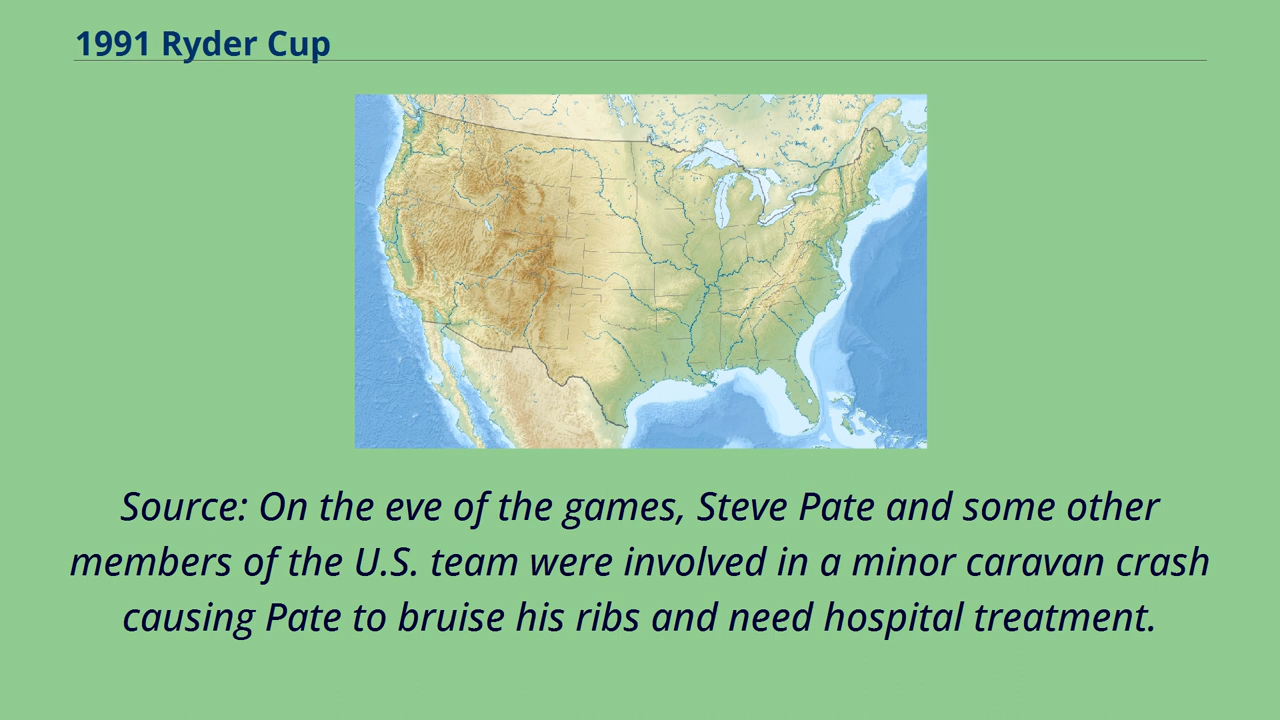 1991 Ryder Cup
Source: On the eve of the games, Steve Pate and some other
members of the U.S. team were involved in a minor caravan crash
causing Pate to bruise his ribs and need hospital treatment.